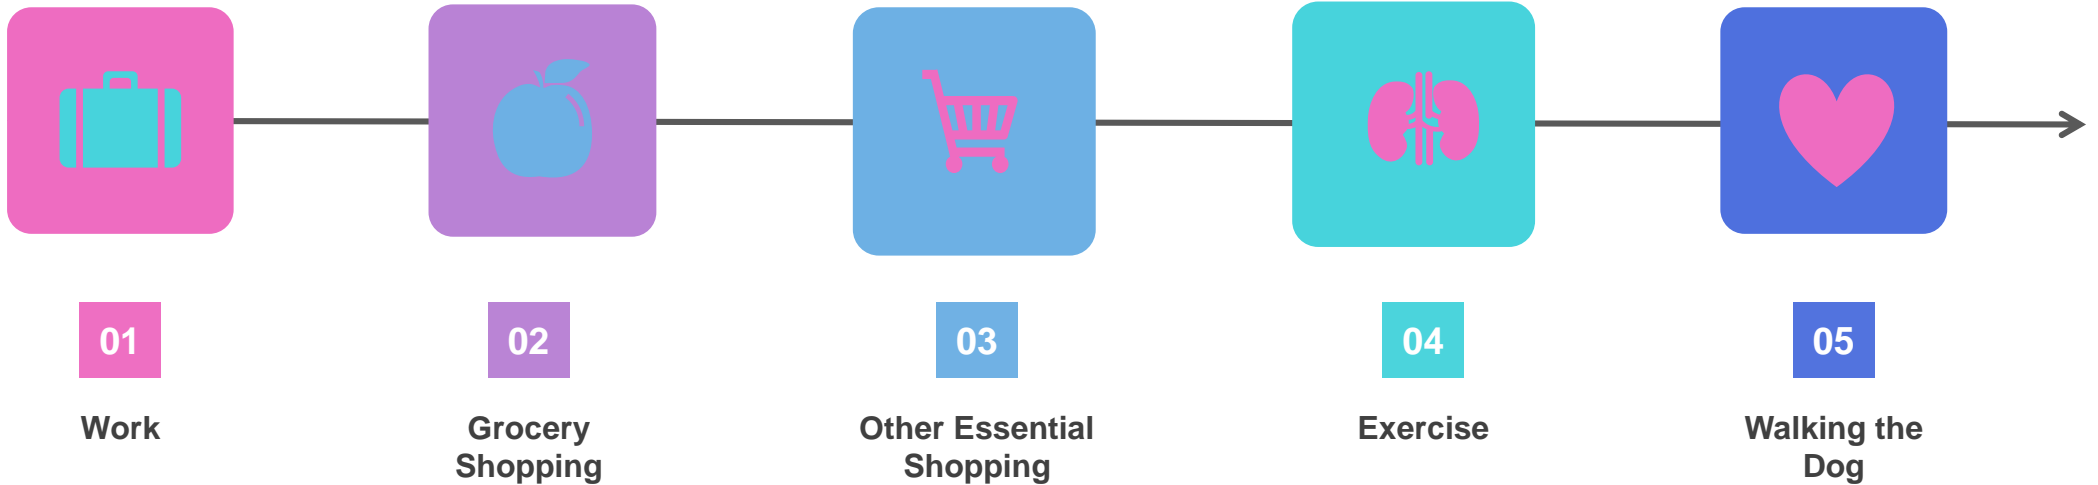 01
Work
02
Grocery
Shopping
03
Other Essential
Shopping
04
Exercise
05
Walking the
Dog